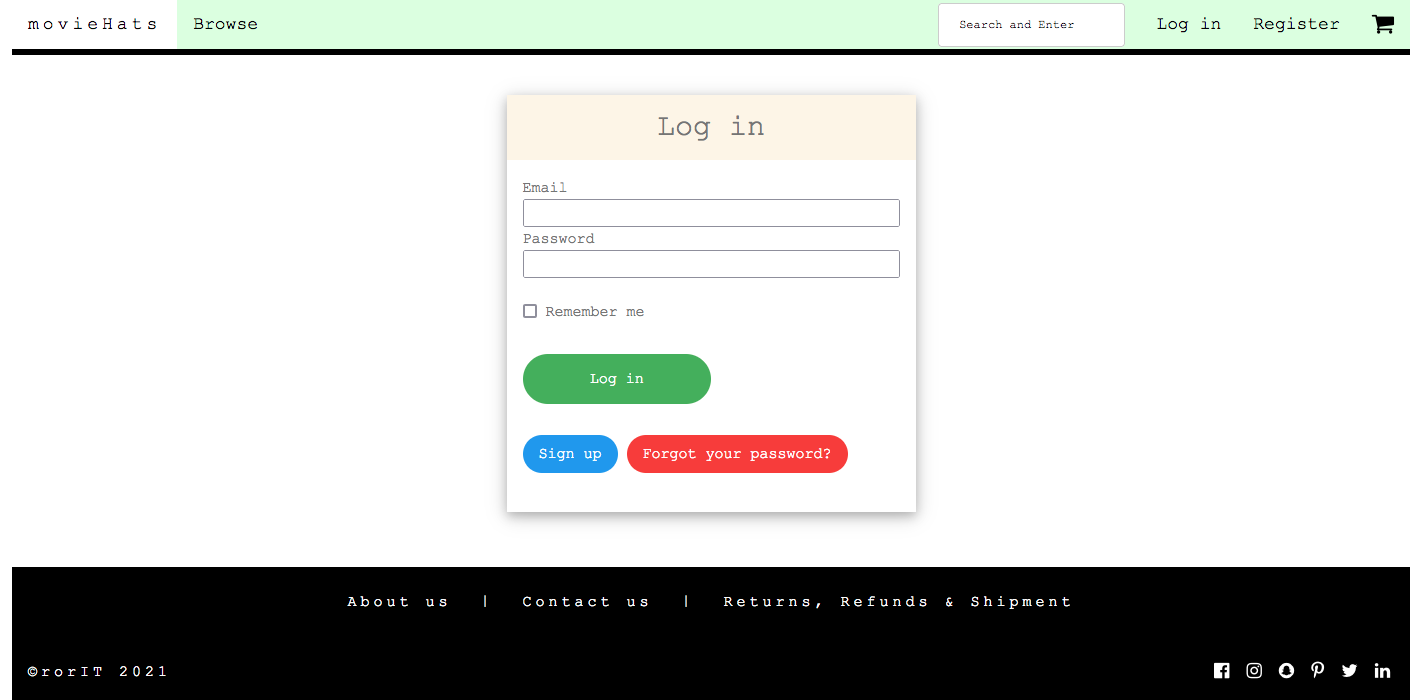 movieHats Browse Search and Enter Log in Register
Log in
Email
Password
Remember me
Log in
Sign up Forgot your password?
About us | Contact us | Returns, Refunds & Shipment
©rorIT 2021